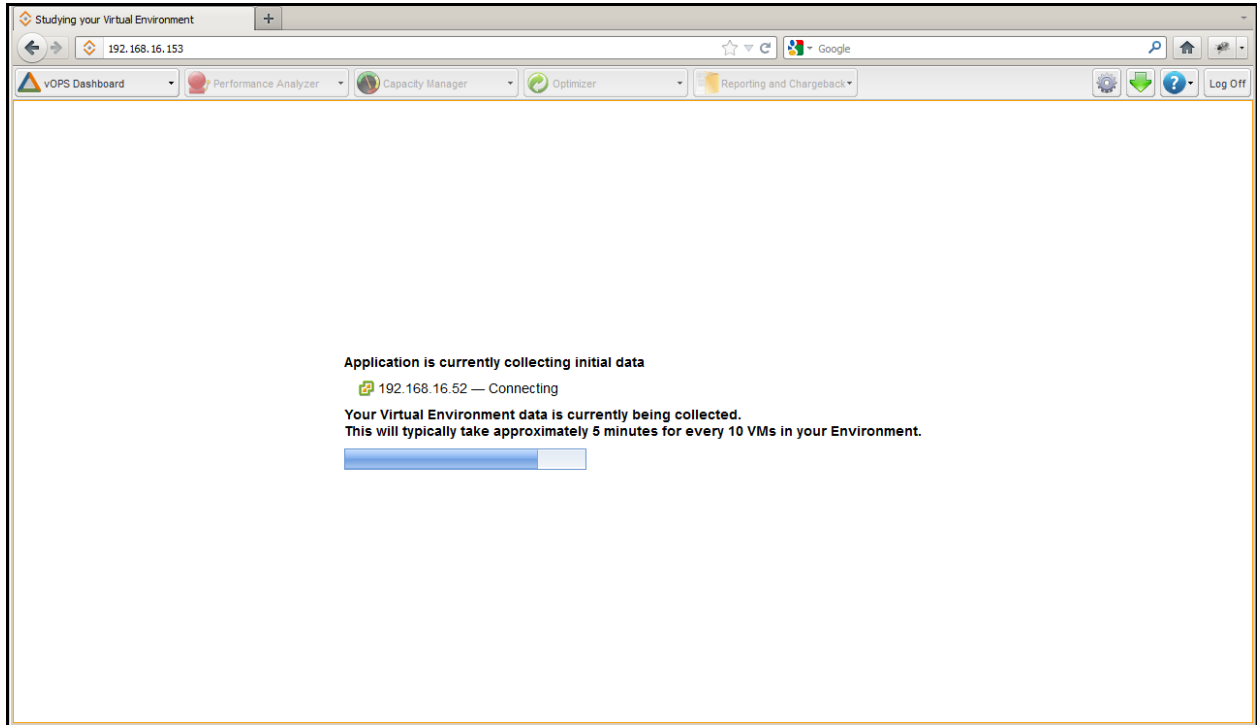 Studying your Virtual Environment
192.168.16.153
Google
vOPS Dashboard
Performance Analyzer
Capacity Manager
Optimizer
Reporting and Chargeback
Log Off
Application is currently collecting initial data
192.168.16.52 — Connecting
Your Virtual Environment data is currently being collected.
This will typically take approximately 5 minutes for every 10 VMs in your Environment.